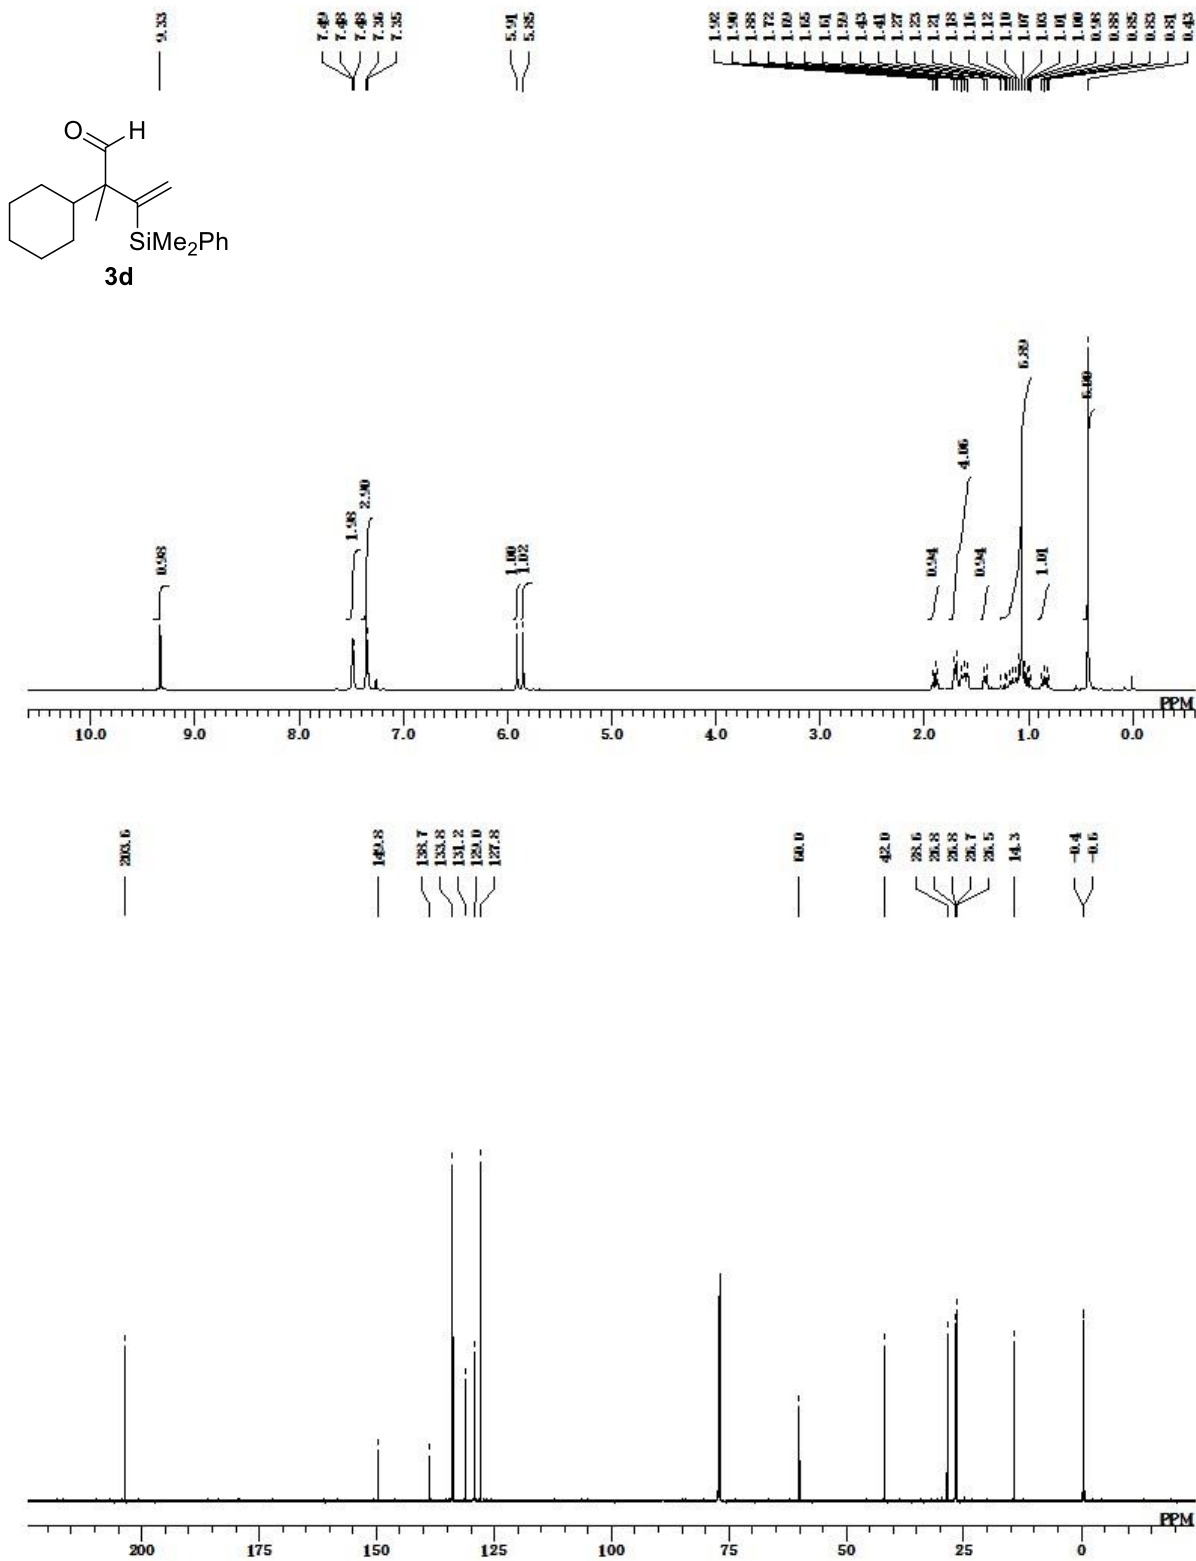 9.33 7.49 7.48 7.48 7.36 7.35 5.91 5.85 1.92 1.90 1.88 1.72 1.69 1.65 1.61 1.59 1.43 1.41 1.27 1.23 1.21 1.18 1.16 1.12 1.10 1.07 1.03 1.01 1.00 0.98 0.88 0.85 0.83 0.81 0.43
O H
SiMe2Ph
3d
0.98 1.98 2.90 1.00 1.02 0.94 4.06 0.94 6.89 1.01 6.00
PPM
10.0 9.0 8.0 7.0 6.0 5.0 4.0 3.0 2.0 1.0 0.0
203.6 149.8 138.7 133.8 131.2 129.0 127.8 60.0 42.0 28.6 26.8 26.8 26.7 26.5 14.3 -0.4 -0.6
PPM
200 175 150 125 100 75 50 25 0